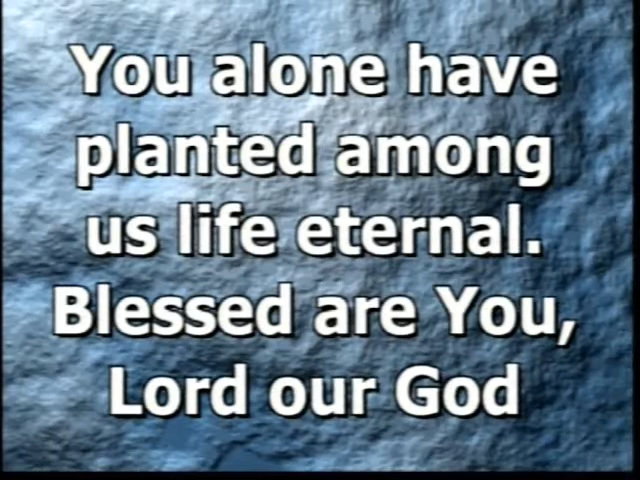 You alone have
planted among
us life eternal.
Blessed are You,
Lord our God